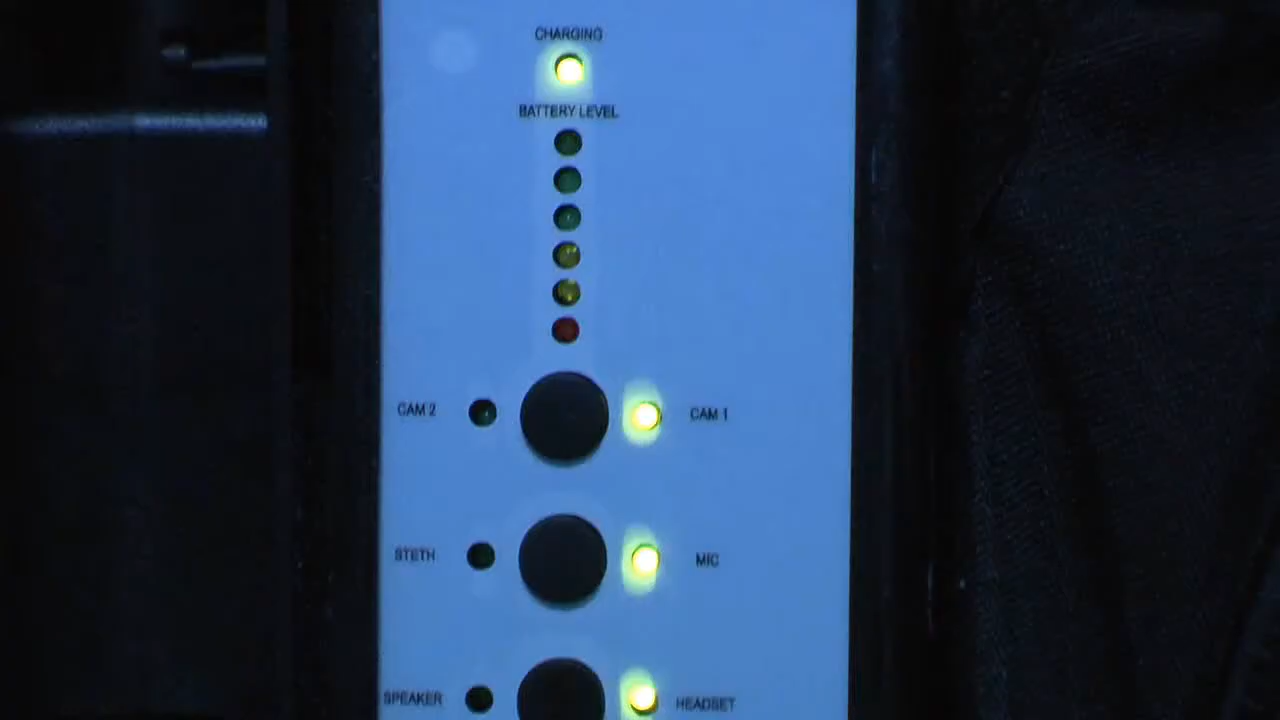 CHARGING
BATTERY LEVEL
CAM 2 CAM 1
STETH MIC
SPEAKER HEADSET